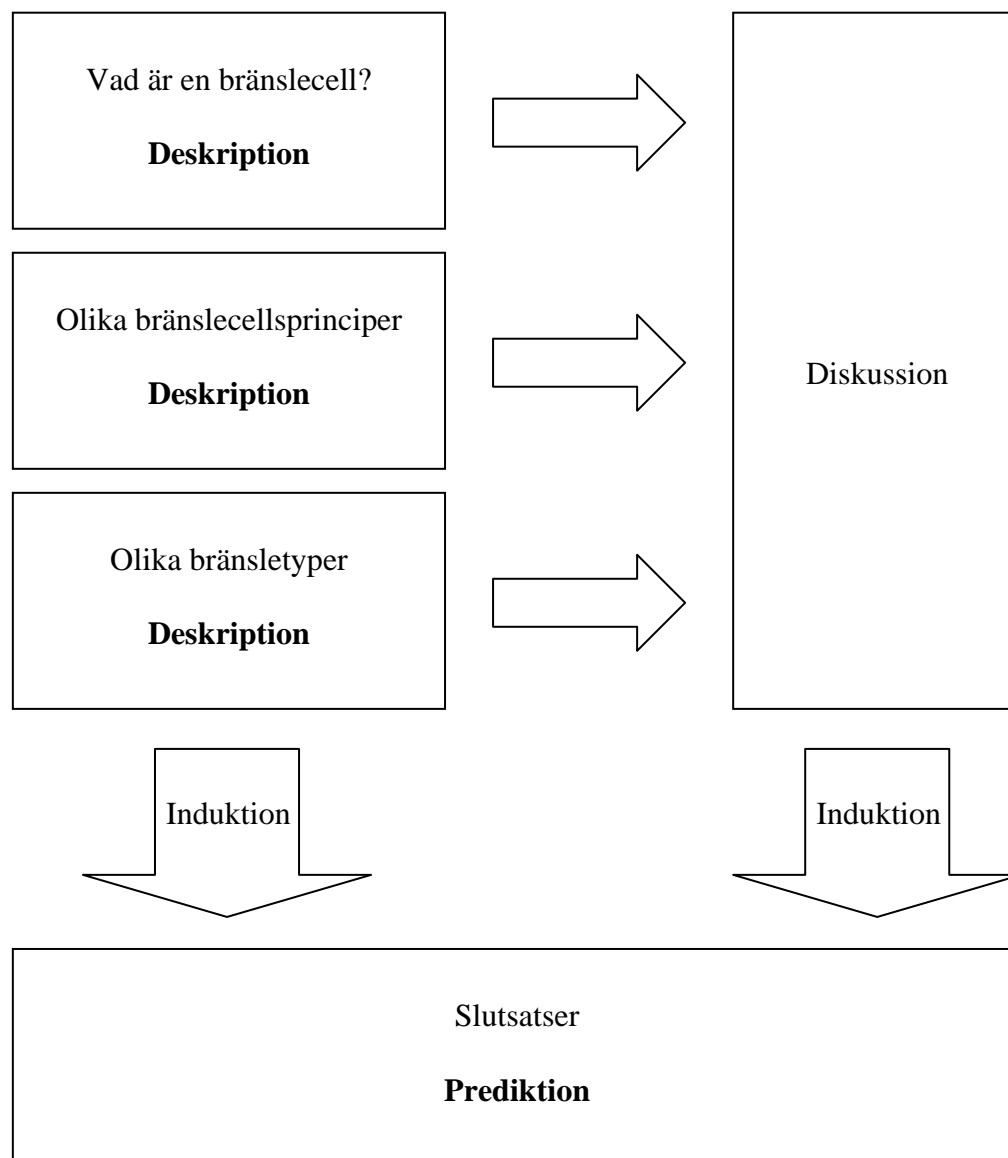 Vad är en bränslecell?
Deskription
Olika bränslecellsprinciper
Deskription
Olika bränsletyper
Deskription
Diskussion
Induktion
Induktion
Slutsatser
Prediktion